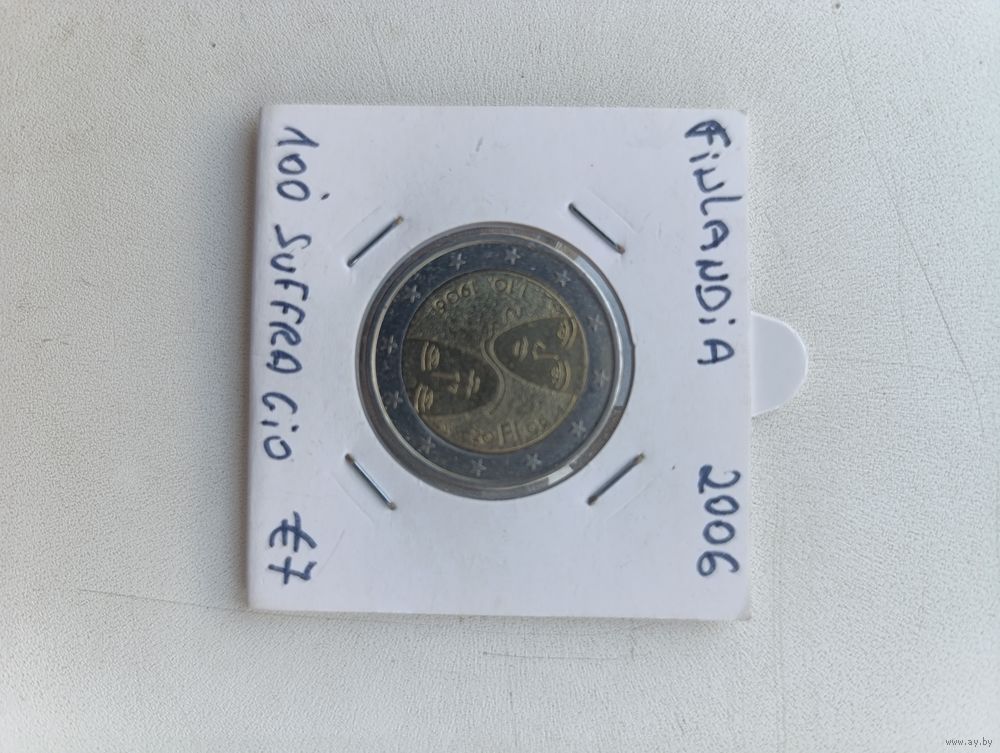 FiNLANDiA 2006
1906
100 SUFFRAGiO €7
www.ay.by